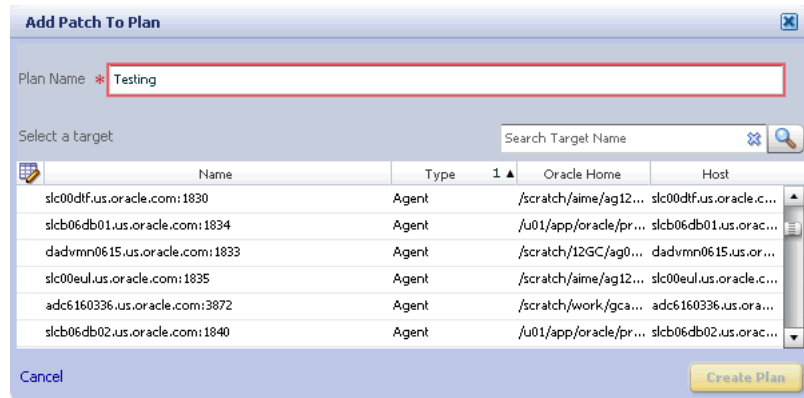 Add Patch To Plan
Plan Name * Testing
Select a target Search Target Name
Name Type 1 Oracle Home Host
slc00dtf.us.oracle.com:1830 Agent /scratch/aime/ag12... slc00dtf.us.oracle.c...
slcb06db01.us.oracle.com:1834 Agent /u01/app/oracle/pr... slcb06db01.us.orac...
dadvmn0615.us.oracle.com:1833 Agent /scratch/12GC/ag0... dadvmn0615.us.or...
slc00eul.us.oracle.com:1835 Agent /scratch/aime/ag12... slc00eul.us.oracle.c...
adc6160336.us.oracle.com:3872 Agent /scratch/work/gca... adc6160336.us.ora...
slcb06db02.us.oracle.com:1840 Agent /u01/app/oracle/pr... slcb06db02.us.orac...
Cancel Create Plan